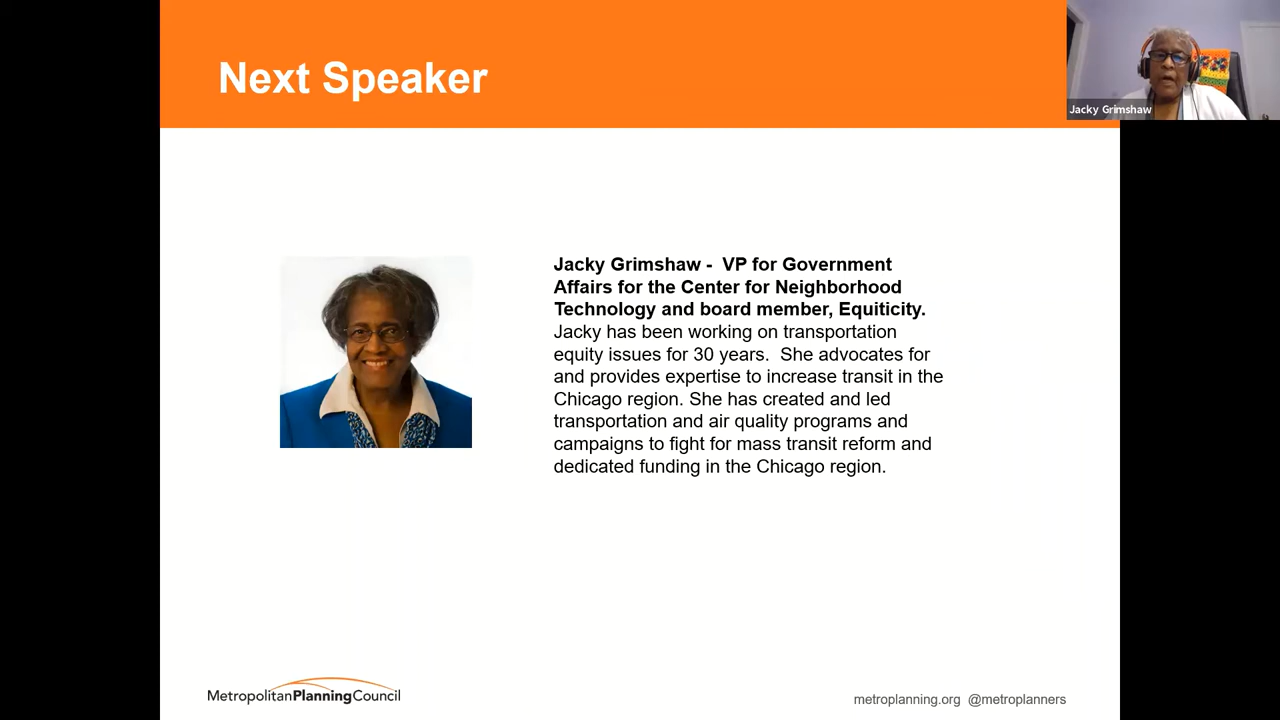 Next Speaker
Jacky Grimshaw
Jacky Grimshaw - VP for Government
Affairs for the Center for Neighborhood
Technology and board member, Equiticity.
Jacky has been working on transportation
equity issues for 30 years. She advocates for
and provides expertise to increase transit in the
Chicago region. She has created and led
transportation and air quality programs and
campaigns to fight for mass transit reform and
dedicated funding in the Chicago region.
MetropolitanPlanningCouncil
metroplanning.org @metroplanners